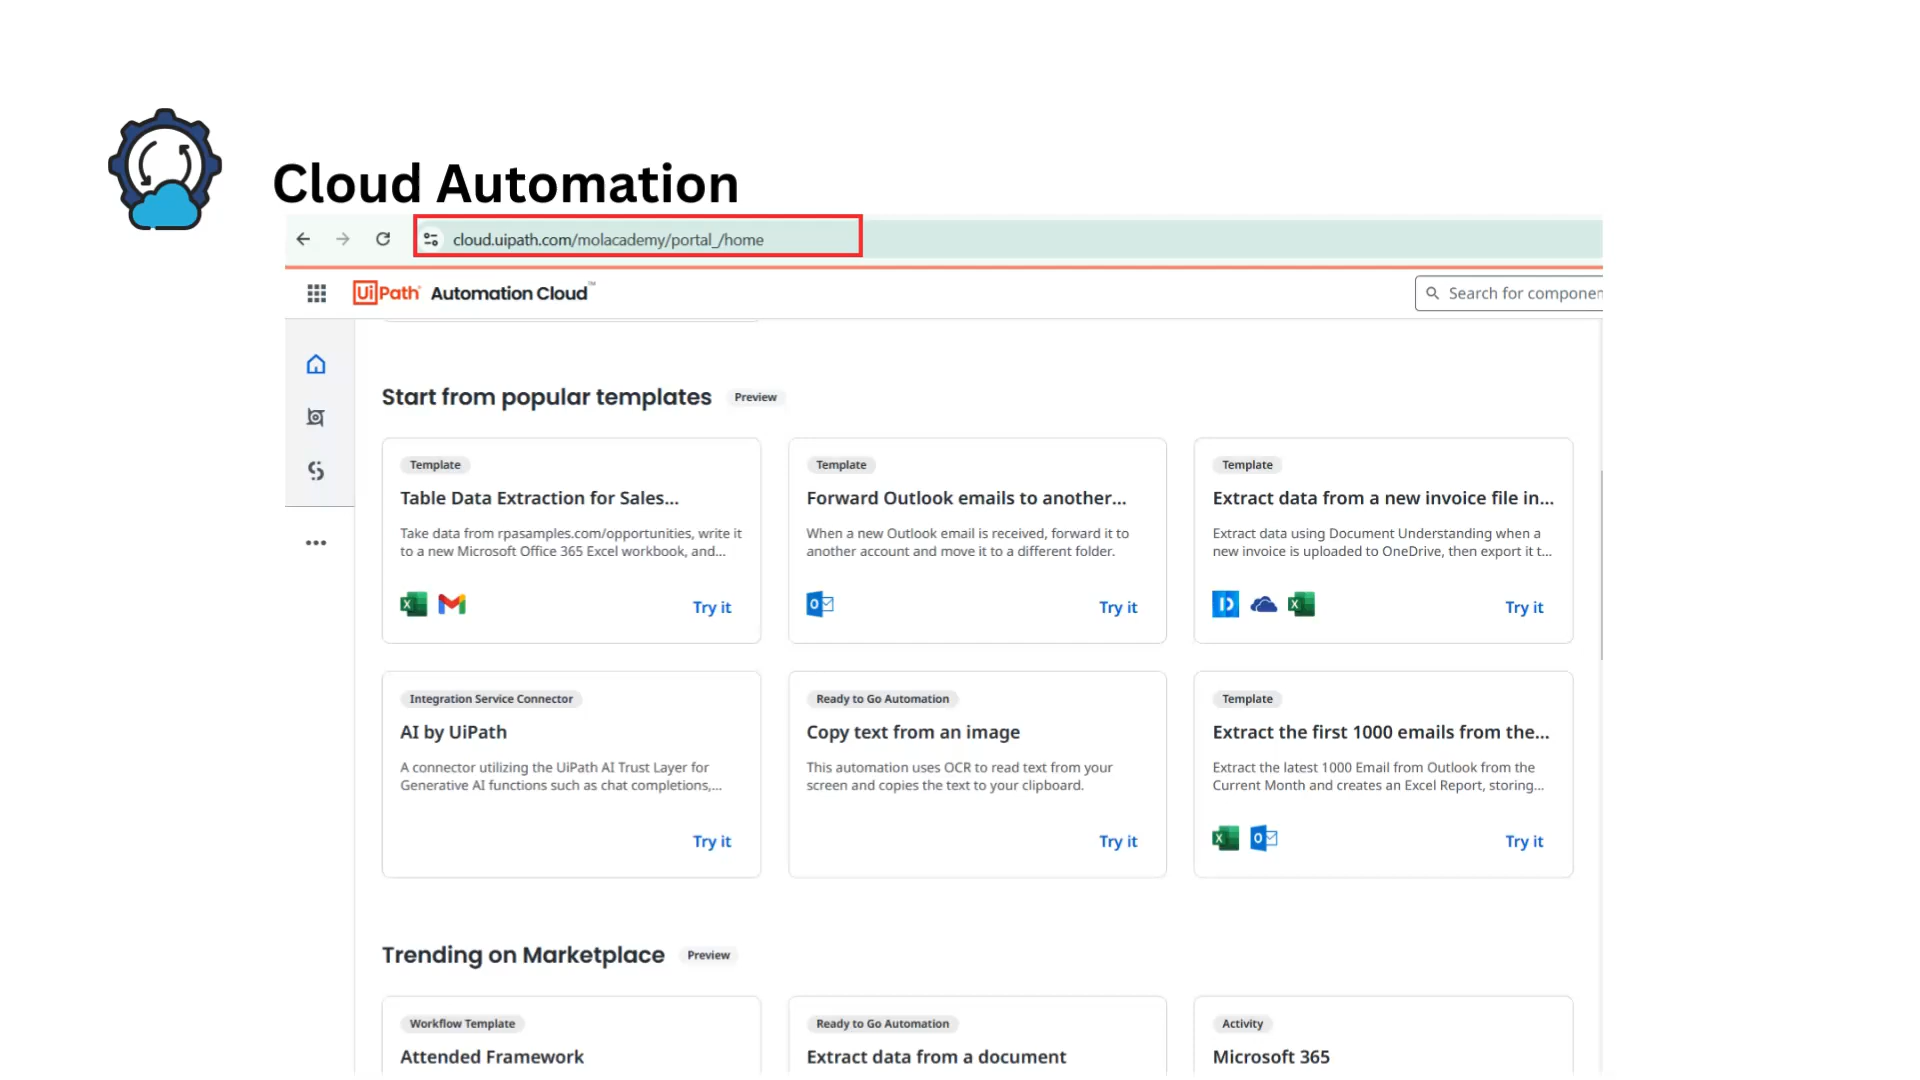 Cloud Automation
cloud.uipath.com/molacademy/portal_/home
UiPath Automation Cloud™
Search for componen
Start from popular templates Preview
Template
Table Data Extraction for Sales...
Take data from rpasamples.com/opportunities, write it
to a new Microsoft Office 365 Excel workbook, and...
Try it
Template
Forward Outlook emails to another...
When a new Outlook email is received, forward it to
another account and move it to a different folder.
Try it
Template
Extract data from a new invoice file in...
Extract data using Document Understanding when a
new invoice is uploaded to OneDrive, then export it t...
Try it
Integration Service Connector
AI by UiPath
A connector utilizing the UiPath AI Trust Layer for
Generative AI functions such as chat completions,...
Try it
Ready to Go Automation
Copy text from an image
This automation uses OCR to read text from your
screen and copies the text to your clipboard.
Try it
Template
Extract the first 1000 emails from the...
Extract the latest 1000 Email from Outlook from the
Current Month and creates an Excel Report, storing...
Try it
Trending on Marketplace Preview
Workflow Template
Attended Framework
Ready to Go Automation
Extract data from a document
Activity
Microsoft 365